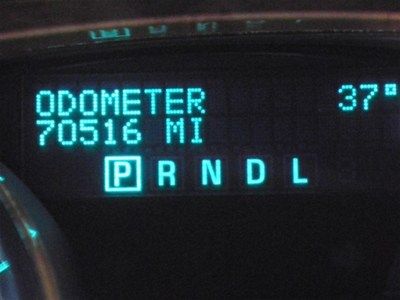 ODOMETER 37°
70516 MI
P R N D L